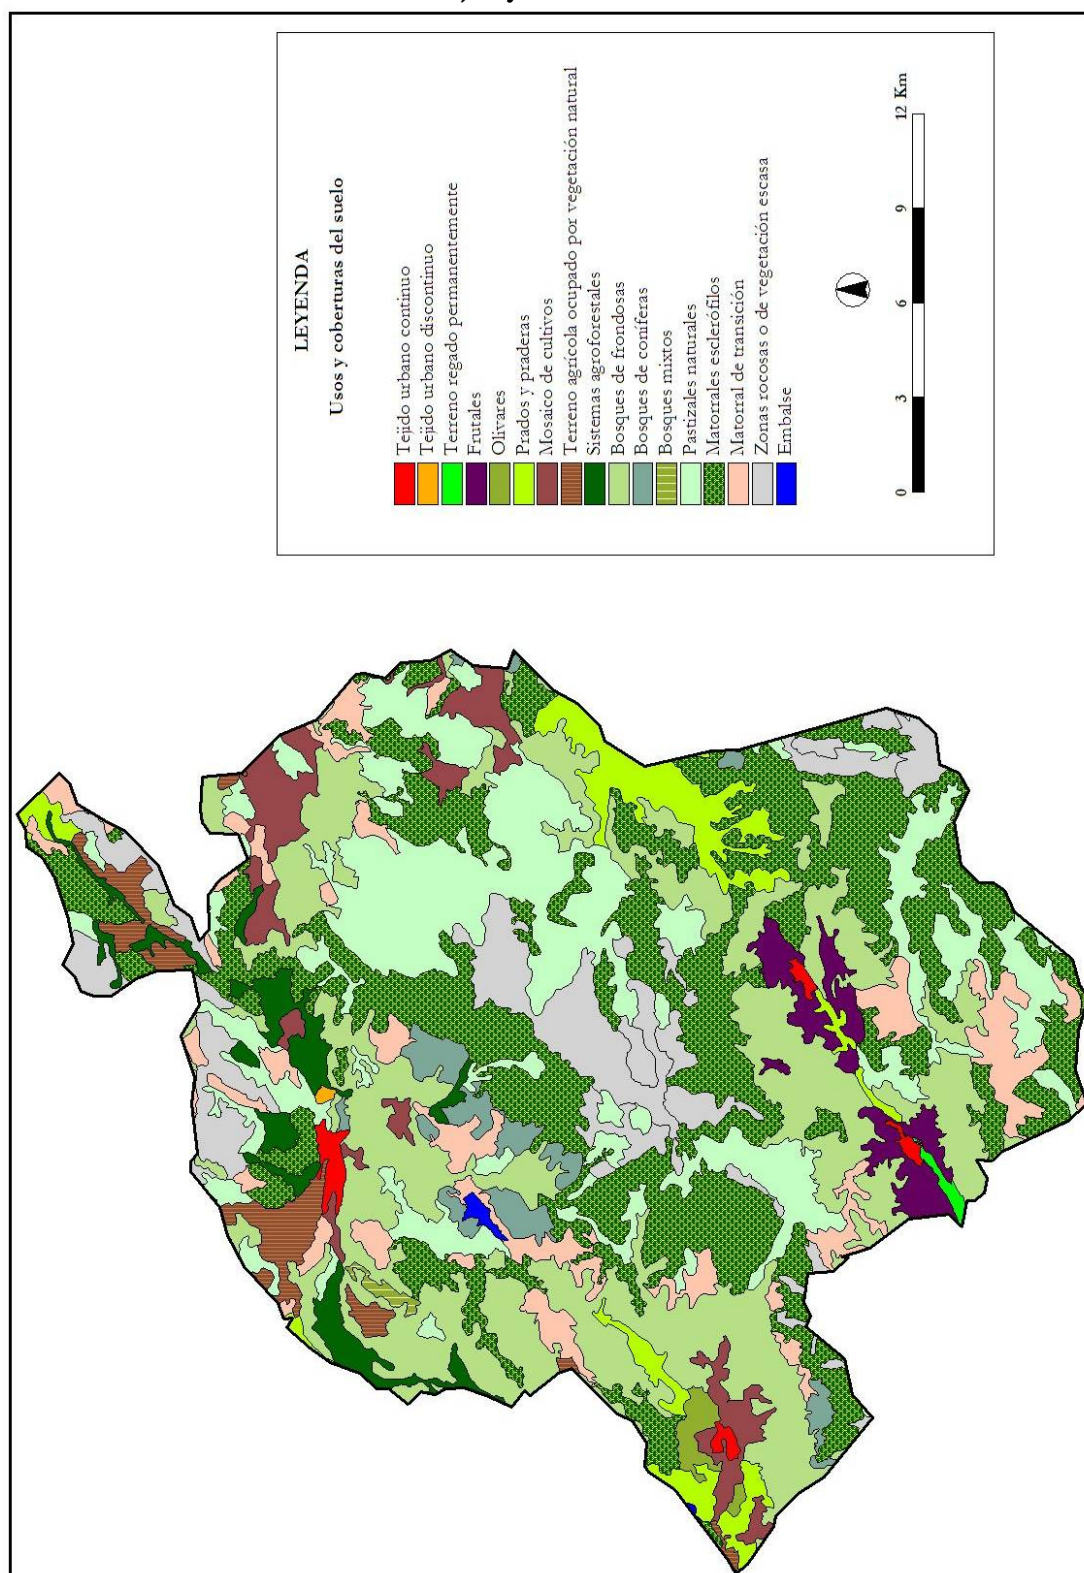 LEYENDA
Usos y coberturas del suelo
Tejido urbano continuo
Tejido urbano discontinuo
Terreno regado permanentemente
Frutales
Olivares
Prados y praderas
Mosaico de cultivos
Terreno agrícola ocupado por vegetación natural
Sistemas agroforestales
Bosques de frondosas
Bosques de coníferas
Bosques mixtos
Pastizales naturales
Matorrales esclerófilos
Matorral de transición
Zonas rocosas o de vegetación escasa
Embalse
0 3 6 9 12 Km